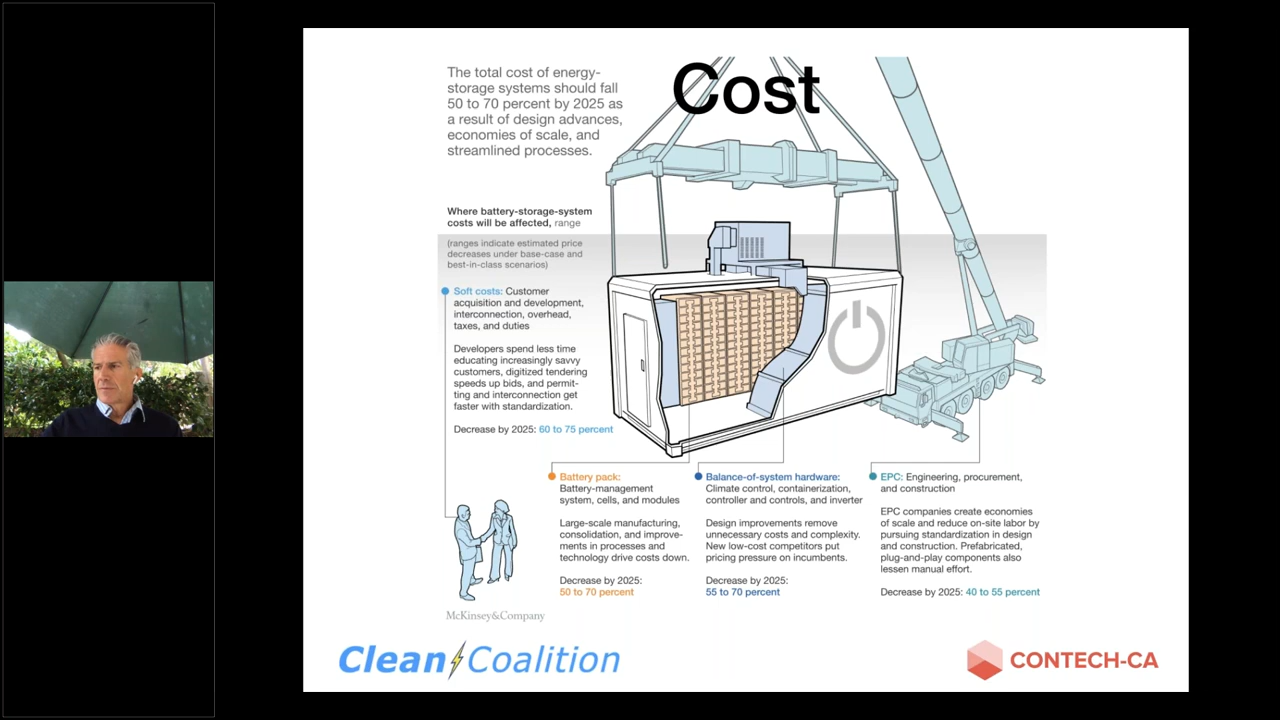 Cost
The total cost of energy-
storage systems should fall
50 to 70 percent by 2025 as
a result of design advances,
economies of scale, and
streamlined processes.
Where battery-storage-system
costs will be affected, range
(ranges indicate estimated price
decreases under base-case and
best-in-class scenarios)
Soft costs: Customer
acquisition and development,
interconnection, overhead,
taxes, and duties
Developers spend less time
educating increasingly savvy
customers, digitized tendering
speeds up bids, and permit-
ting and interconnection get
faster with standardization.
Decrease by 2025: 60 to 75 percent
Battery pack:
Battery-management
system, cells, and modules
Large-scale manufacturing,
consolidation, and improve-
ments in processes and
technology drive costs down.
Decrease by 2025:
50 to 70 percent
Balance-of-system hardware:
Climate control, containerization,
controller and controls, and inverter
Design improvements remove
unnecessary costs and complexity.
New low-cost competitors put
pricing pressure on incumbents.
Decrease by 2025:
55 to 70 percent
EPC: Engineering, procurement,
and construction
EPC companies create economies
of scale and reduce on-site labor by
pursuing standardization in design
and construction. Prefabricated,
plug-and-play components also
lessen manual effort.
Decrease by 2025: 40 to 55 percent
McKinsey&Company
Clean Coalition
CONTECH-CA